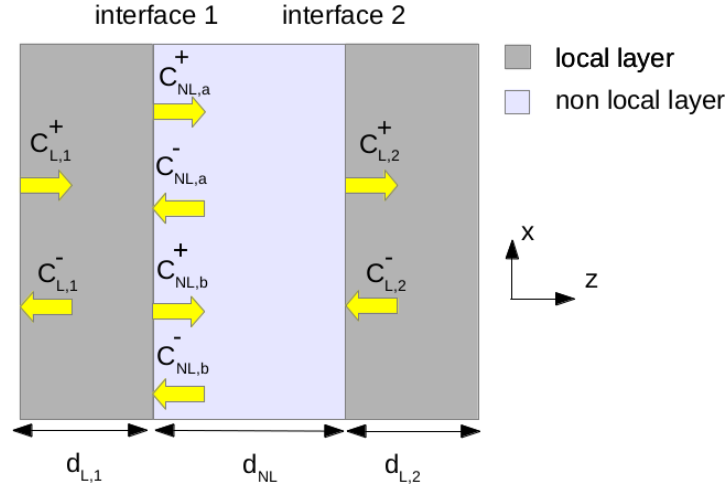 interface 1
interface 2
local layer
non local layer
C+NL,a
C+L,1
C+L,2
C-NL,a
C-L,1
C+NL,b
C-L,2
C-NL,b
x
z
dL,1
dNL
dL,2